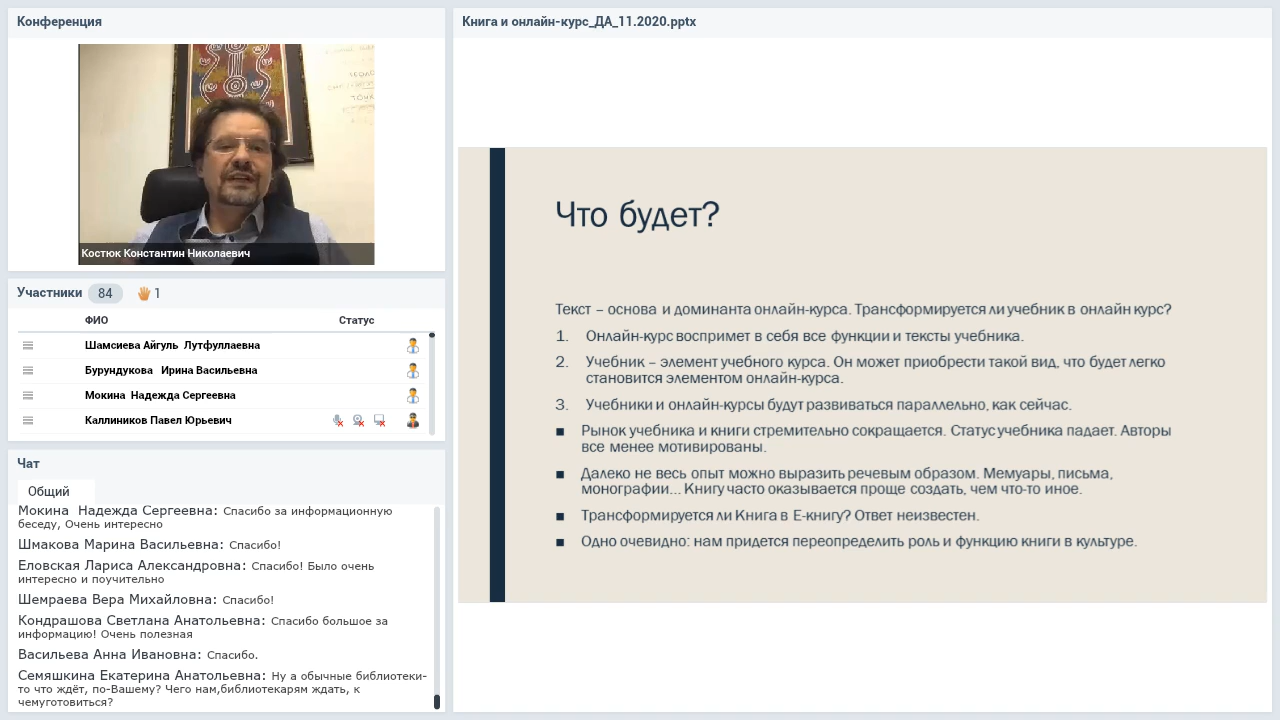 Конференция
Костюк Константин Николаевич
Участники 84 1
ФИО Статус
Шамсиева Айгуль Лутфуллаевна
Бурундукова Ирина Васильевна
Мокина Надежда Сергеевна
Каллиников Павел Юрьевич
Чат
Общий
Мокина Надежда Сергеевна: Спасибо за информационную
беседу, Очень интересно
Шмакова Марина Васильевна: Спасибо!
Еловская Лариса Александровна: Спасибо! Было очень
интересно и поучительно
Шемраева Вера Михайловна: Спасибо!
Кондрашова Светлана Анатольевна: Спасибо большое за
информацию! Очень полезная
Васильева Анна Ивановна: Спасибо.
Семяшкина Екатерина Анатольевна: Ну а обычные библиотеки-
то что ждёт, по-Вашему? Чего нам,библиотекарям ждать, к
чемуготовиться?
Книга и онлайн-курс_ДА_11.2020.pptx
Что будет?
Текст – основа и доминанта онлайн-курса. Трансформируется ли учебник в онлайн курс?
1. Онлайн-курс воспримет в себя все функции и тексты учебника.
2. Учебник – элемент учебного курса. Он может приобрести такой вид, что будет легко
становится элементом онлайн-курса.
3. Учебники и онлайн-курсы будут развиваться параллельно, как сейчас.
▪ Рынок учебника и книги стремительно сокращается. Статус учебника падает. Авторы
все менее мотивированы.
▪ Далеко не весь опыт можно выразить речевым образом. Мемуары, письма,
монографии... Книгу часто оказывается проще создать, чем что-то иное.
▪ Трансформируется ли Книга в Е-книгу? Ответ неизвестен.
▪ Одно очевидно: нам придется переопределить роль и функцию книги в культуре.